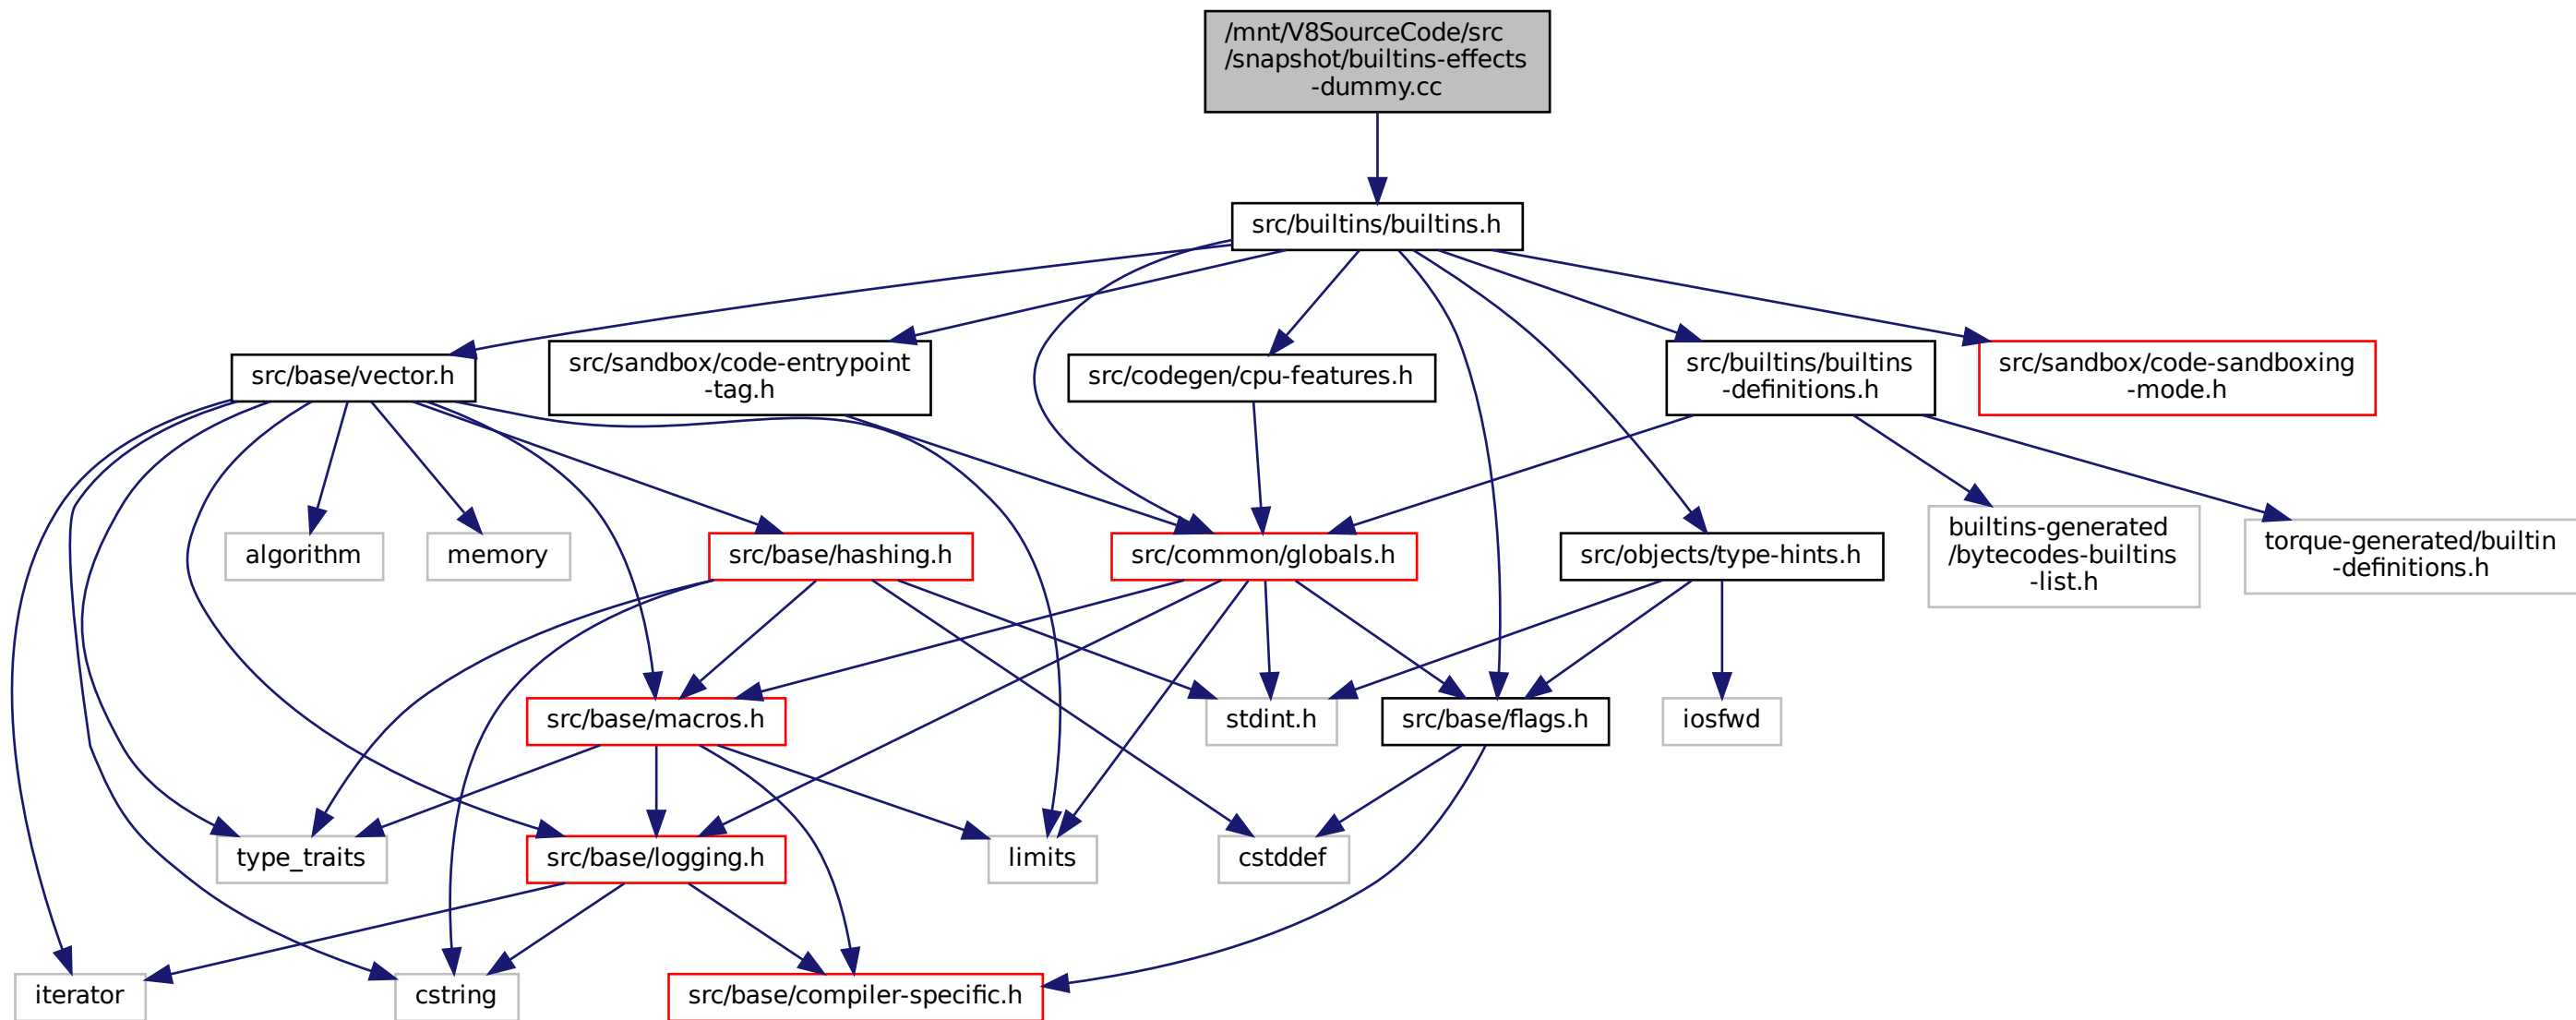 /mnt/V8SourceCode/src
/snapshot/builtins-effects
-dummy.cc
src/builtins/builtins.h
src/base/vector.h
src/sandbox/code-entrypoint
-tag.h
src/codegen/cpu-features.h
src/builtins/builtins
-definitions.h
src/sandbox/code-sandboxing
-mode.h
algorithm
memory
src/base/hashing.h
src/common/globals.h
src/objects/type-hints.h
builtins-generated
/bytecodes-builtins
-list.h
torque-generated/builtin
-definitions.h
src/base/macros.h
stdint.h
src/base/flags.h
iosfwd
type_traits
src/base/logging.h
limits
cstddef
iterator
cstring
src/base/compiler-specific.h